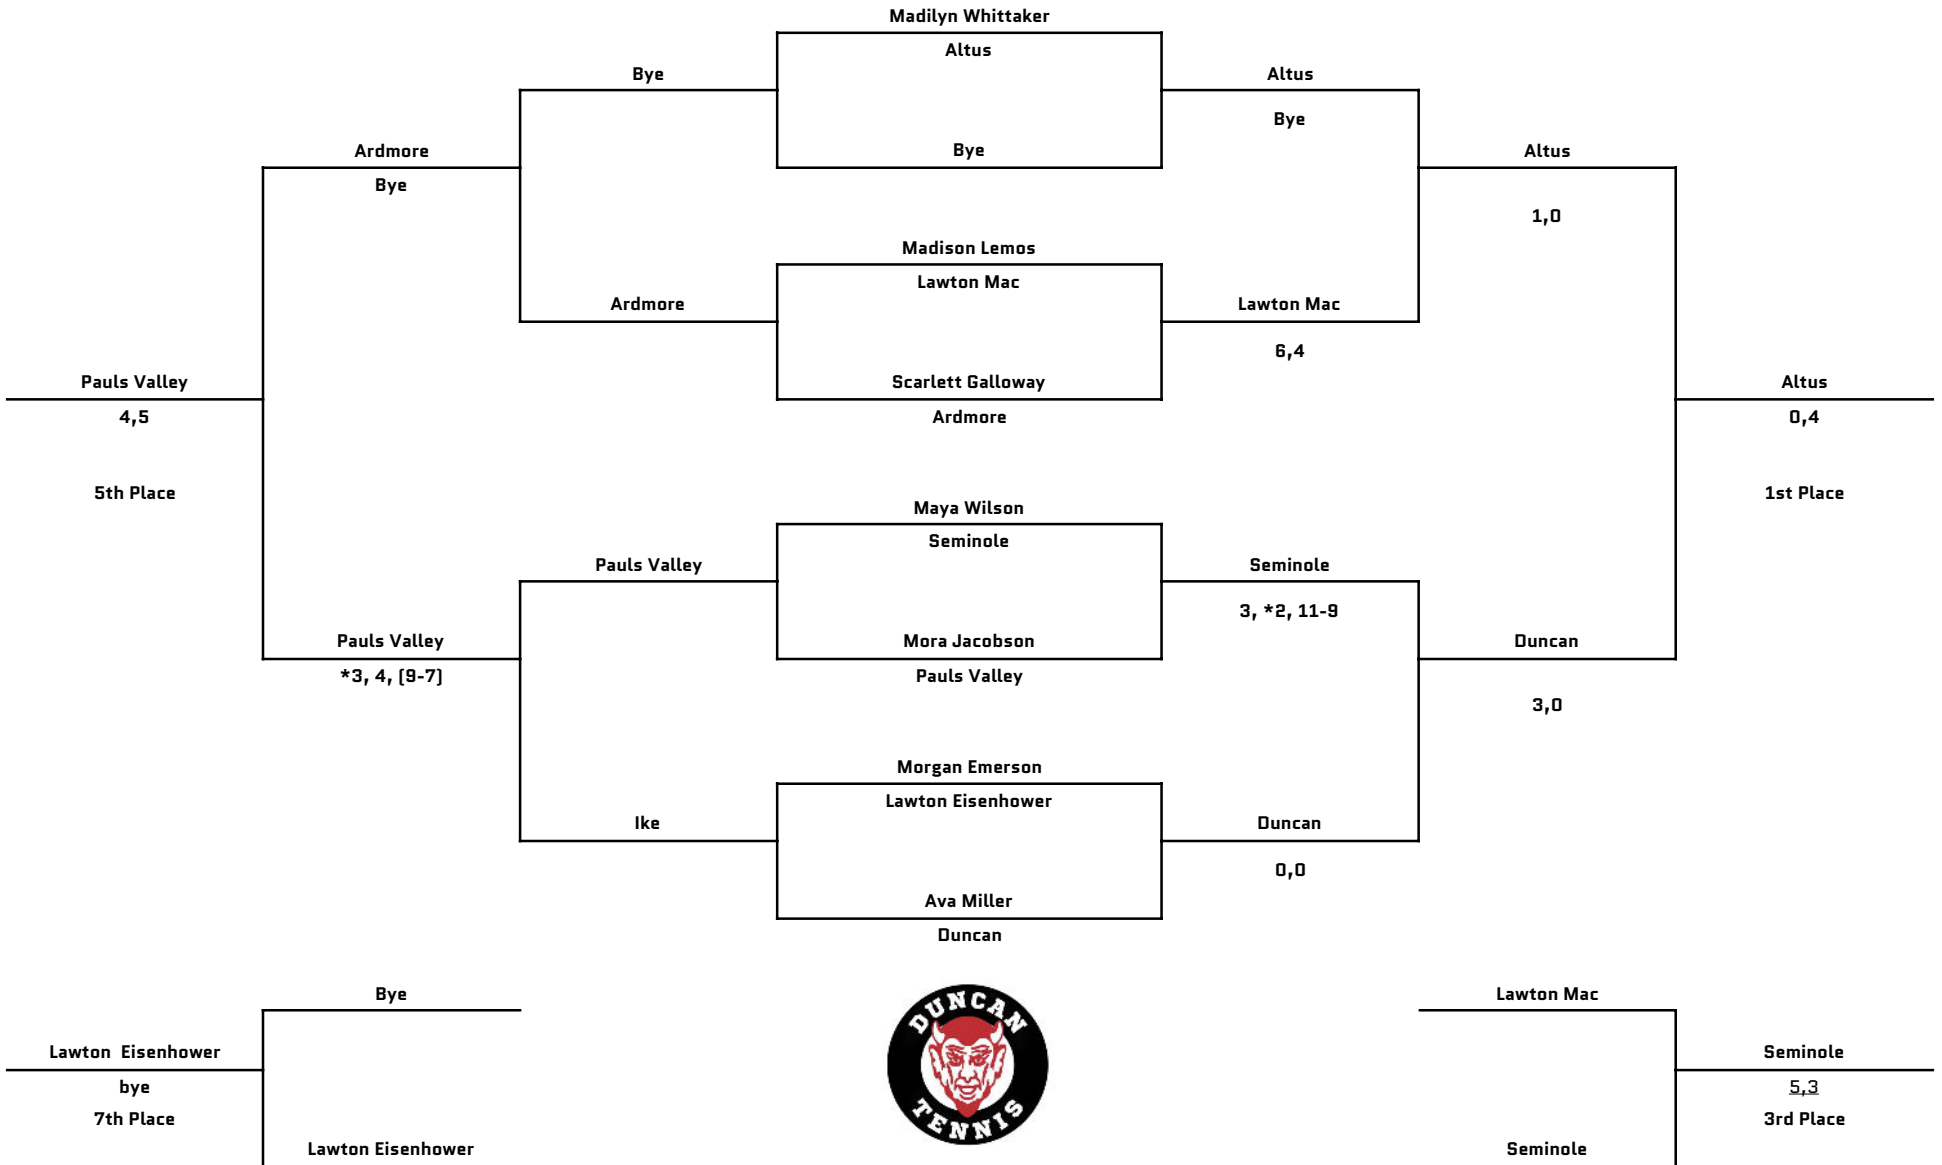 Madilyn Whittaker
Altus
Bye
Altus
Bye
Ardmore
Bye
Altus
Bye
1,0
Madison Lemos
Lawton Mac
Ardmore
Lawton Mac
6,4
Pauls Valley
Scarlett Galloway
Altus
4,5
Ardmore
0,4
5th Place
1st Place
Maya Wilson
Seminole
Pauls Valley
Seminole
3, *2, 11-9
Pauls Valley
Mora Jacobson
Duncan
*3, 4, (9-7)
Pauls Valley
3,0
Morgan Emerson
Lawton Eisenhower
Ike
Duncan
0,0
Ava Miller
Duncan
Bye
Lawton Mac
DUNCAN
TENNIS
Lawton Eisenhower
Seminole
bye
5,3
7th Place
3rd Place
Lawton Eisenhower
Seminole